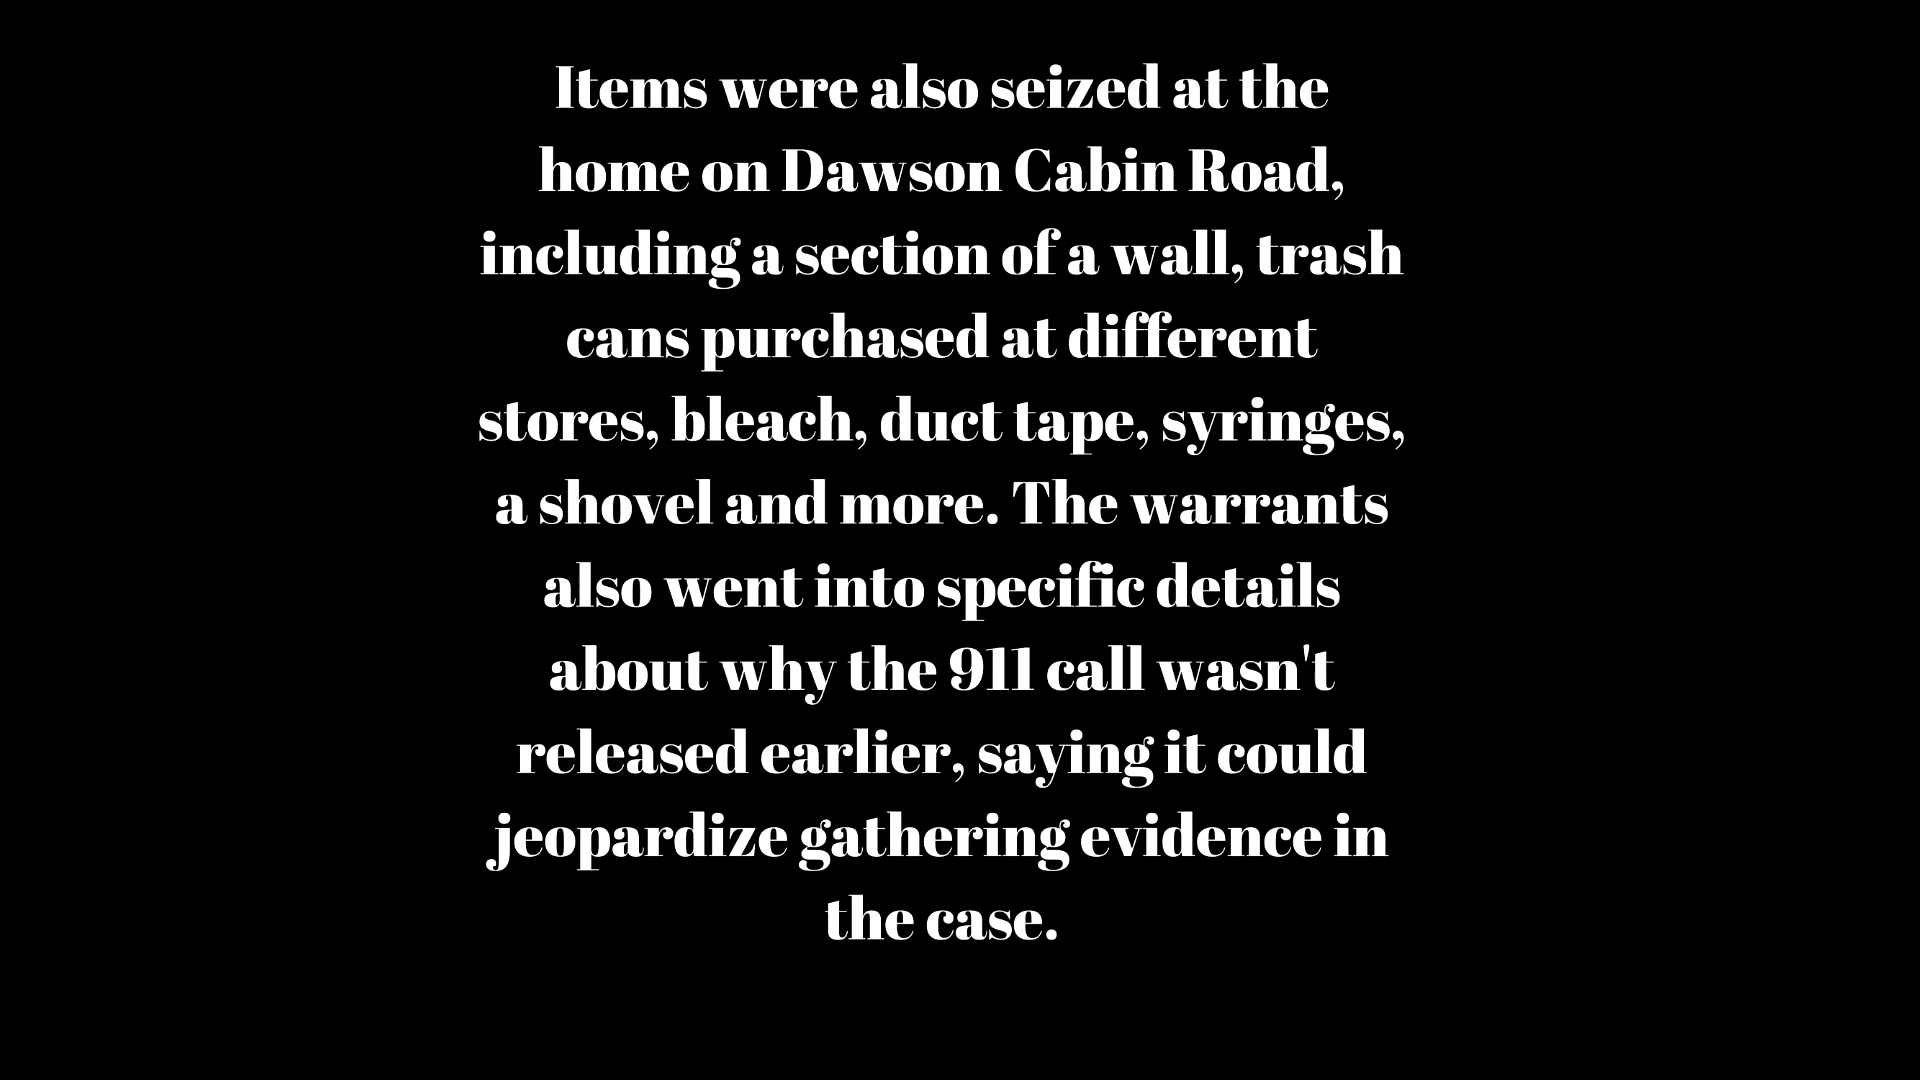 Items were also seized at the
home on Dawson Cabin Road,
including a section of a wall, trash
cans purchased at different
stores, bleach, duct tape, syringes,
a shovel and more. The warrants
also went into specific details
about why the 911 call wasn't
released earlier, saying it could
jeopardize gathering evidence in
the case.